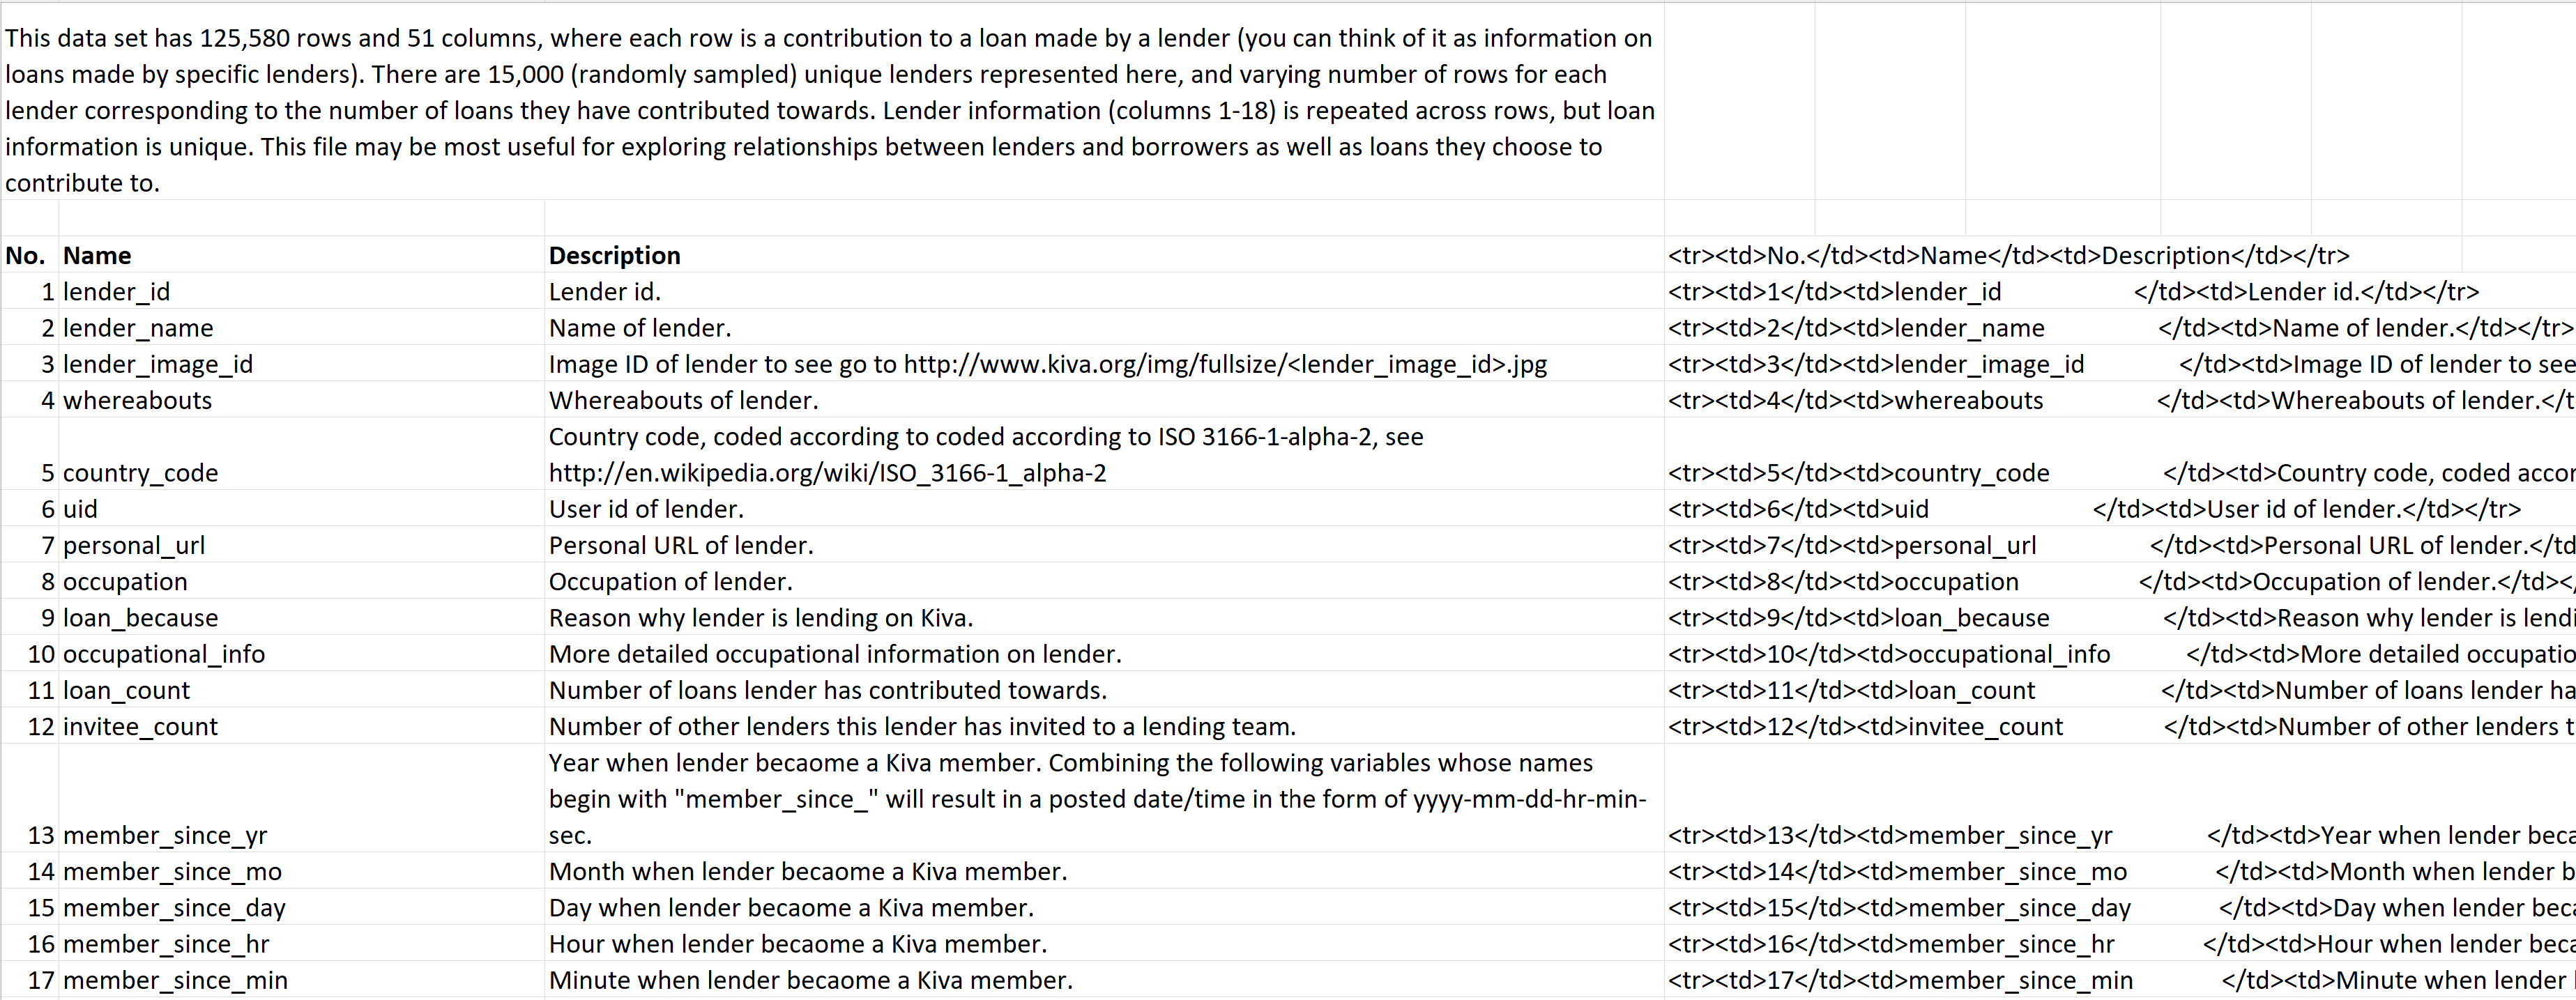 This data set has 125,580 rows and 51 columns, where each row is a contribution to a loan made by a lender (you can think of it as information on
loans made by specific lenders). There are 15,000 (randomly sampled) unique lenders represented here, and varying number of rows for each
lender corresponding to the number of loans they have contributed towards. Lender information (columns 1-18) is repeated across rows, but loan
information is unique. This file may be most useful for exploring relationships between lenders and borrowers as well as loans they choose to
contribute to.
No. Name Description <tr><td>No.</td><td>Name</td><td>Description</td></tr>
1 lender_id Lender id. <tr><td>1</td><td>lender_id </td><td>Lender id.</td></tr>
2 lender_name Name of lender. <tr><td>2</td><td>lender_name </td><td>Name of lender.</td></tr>
3 lender_image_id Image ID of lender to see go to http://www.kiva.org/img/fullsize/<lender_image_id>.jpg <tr><td>3</td><td>lender_image_id </td><td>Image ID of lender to see
4 whereabouts Whereabouts of lender. <tr><td>4</td><td>whereabouts </td><td>Whereabouts of lender.</t
Country code, coded according to coded according to ISO 3166-1-alpha-2, see
5 country_code http://en.wikipedia.org/wiki/ISO_3166-1_alpha-2 <tr><td>5</td><td>country_code </td><td>Country code, coded accor
6 uid User id of lender. <tr><td>6</td><td>uid </td><td>User id of lender.</td></tr>
7 personal_url Personal URL of lender. <tr><td>7</td><td>personal_url </td><td>Personal URL of lender.</td
8 occupation Occupation of lender. <tr><td>8</td><td>occupation </td><td>Occupation of lender.</td></
9 loan_because Reason why lender is lending on Kiva. <tr><td>9</td><td>loan_because </td><td>Reason why lender is lendi
10 occupational_info More detailed occupational information on lender. <tr><td>10</td><td>occupational_info </td><td>More detailed occupatio
11 loan_count Number of loans lender has contributed towards. <tr><td>11</td><td>loan_count </td><td>Number of loans lender ha
12 invitee_count Number of other lenders this lender has invited to a lending team. <tr><td>12</td><td>invitee_count </td><td>Number of other lenders t
Year when lender becaome a Kiva member. Combining the following variables whose names
begin with "member_since_" will result in a posted date/time in the form of yyyy-mm-dd-hr-min-
13 member_since_yr sec. <tr><td>13</td><td>member_since_yr </td><td>Year when lender beca
14 member_since_mo Month when lender becaome a Kiva member. <tr><td>14</td><td>member_since_mo </td><td>Month when lender b
15 member_since_day Day when lender becaome a Kiva member. <tr><td>15</td><td>member_since_day </td><td>Day when lender beca
16 member_since_hr Hour when lender becaome a Kiva member. <tr><td>16</td><td>member_since_hr </td><td>Hour when lender beca
17 member_since_min Minute when lender becaome a Kiva member. <tr><td>17</td><td>member_since_min </td><td>Minute when lender